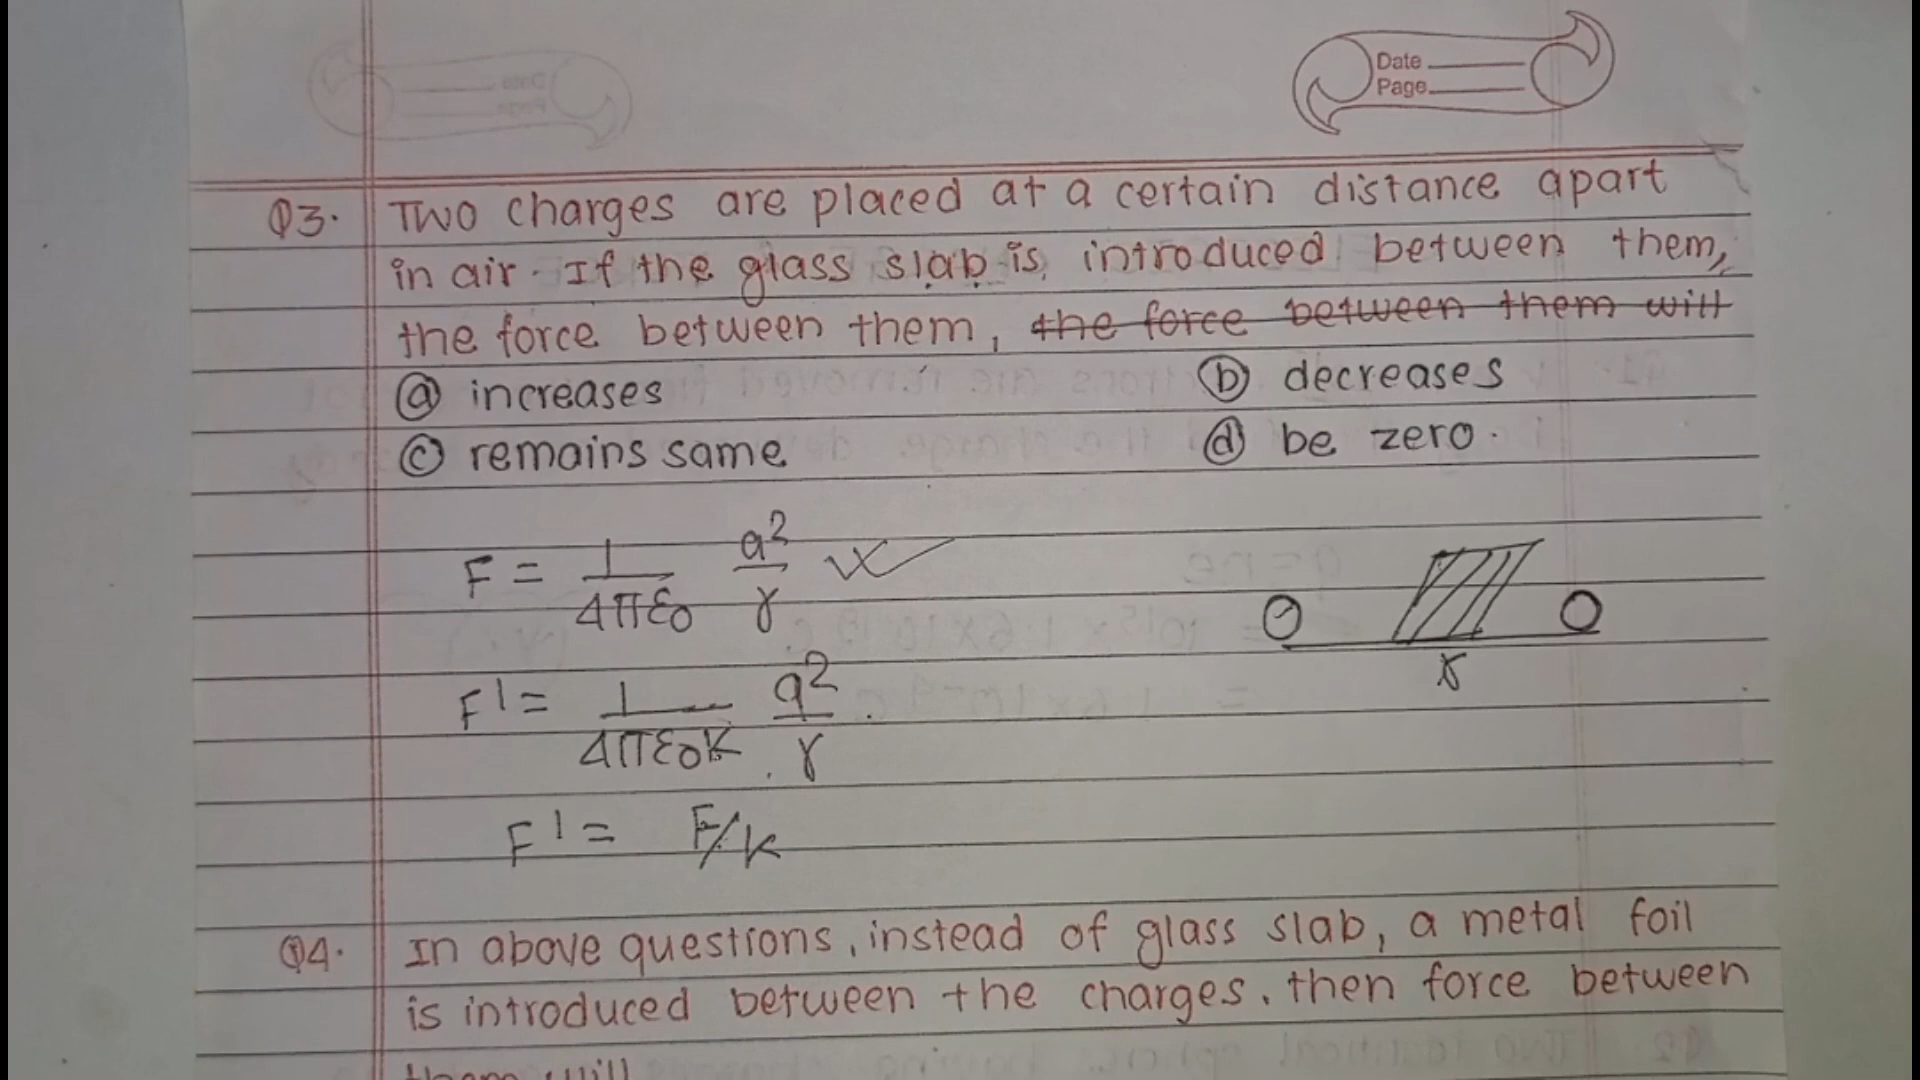 Date
Page
Q3. Two charges are placed at a certain distance apart
in air. If the glass slab is introduced between them,
the force between them, the force between them will
ⓐ increases ⓑ decreases
ⓒ remains same ⓓ be zero.
F = 1/4πε0 q²/r
r
F' = 1/4πε0K . q²/r
F' = F/K
Q4. In above questions, instead of glass slab, a metal foil
is introduced between the charges. then force between
them will